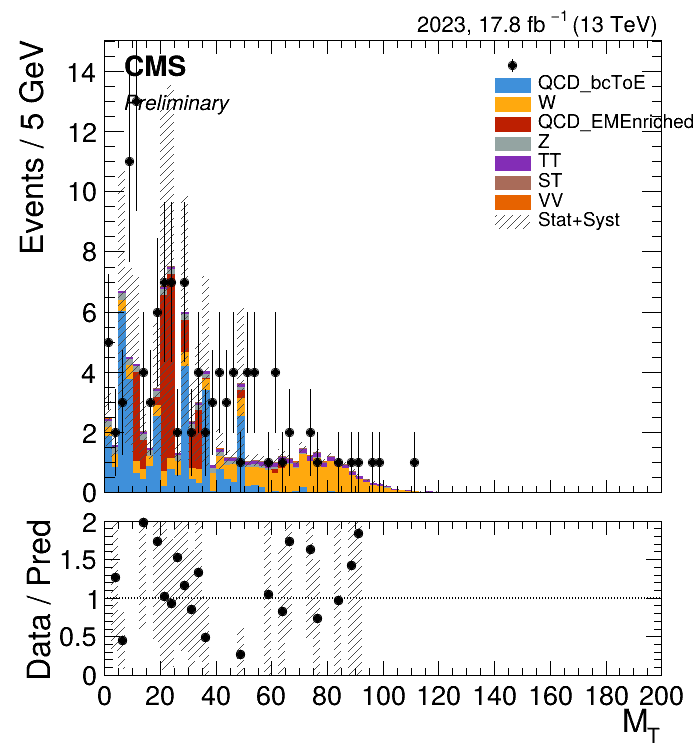 2023, 17.8 fb⁻¹ (13 TeV)
CMS
Preliminary
Events / 5 GeV
14
12
10
8
6
4
2
0
QCD_bcToE
W
QCD_EMEnriched
Z
TT
ST
VV
Stat+Syst
Data / Pred
2
1.5
1
0.5
0
0 20 40 60 80 100 120 140 160 180 200
M_T